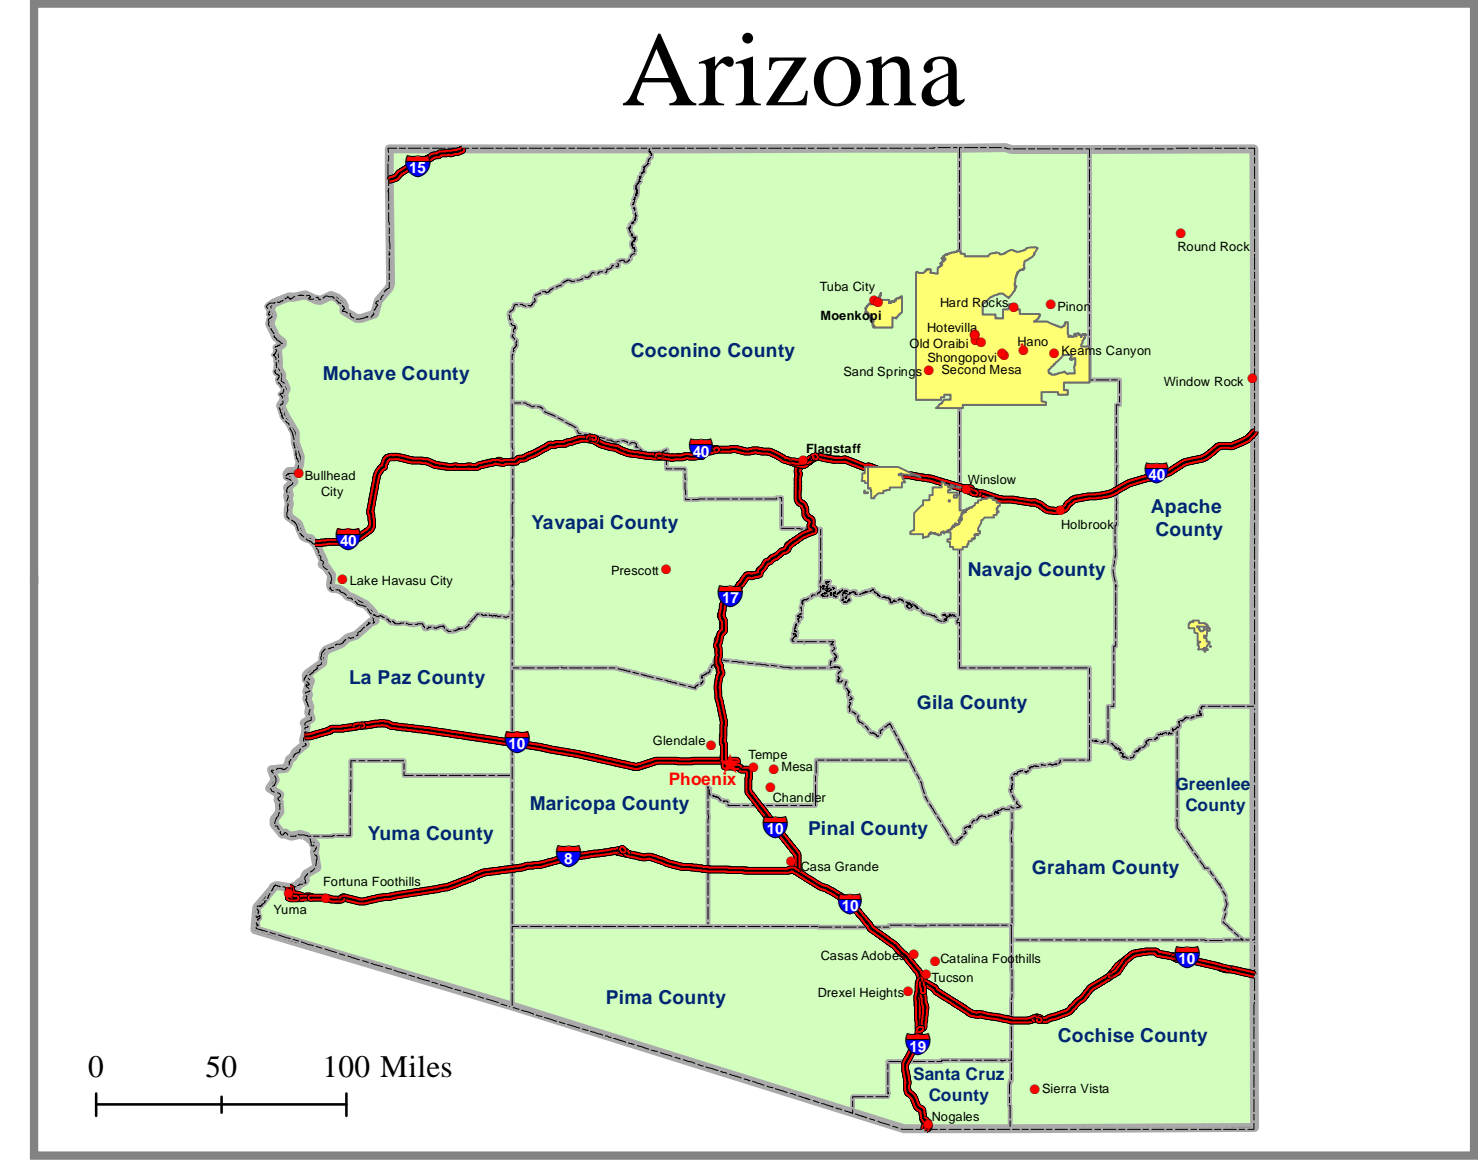 Arizona
15
Round Rock
Tuba City
Moenkopi
Hard Rocks
Pinon
Hotevilla
Old Oraibi
Hano
Shongopovi
Kearns Canyon
Sand Springs
Second Mesa
Coconino County
Mohave County
Window Rock
40
Flagstaff
40
Bullhead
City
Winslow
Apache
County
Yavapai County
Holbrook
40
Prescott
Lake Havasu City
Navajo County
17
La Paz County
Gila County
10
Glendale
Tempe
Mesa
Phoenix
Chandler
Greenlee
County
Maricopa County
Yuma County
10
Pinal County
8
Casa Grande
Graham County
Fortuna Foothills
Yuma
10
Casas Adobes
Catalina Foothills
10
Tucson
Drexel Heights
Pima County
19
Cochise County
Santa Cruz
County
Sierra Vista
Nogales
0 50 100 Miles